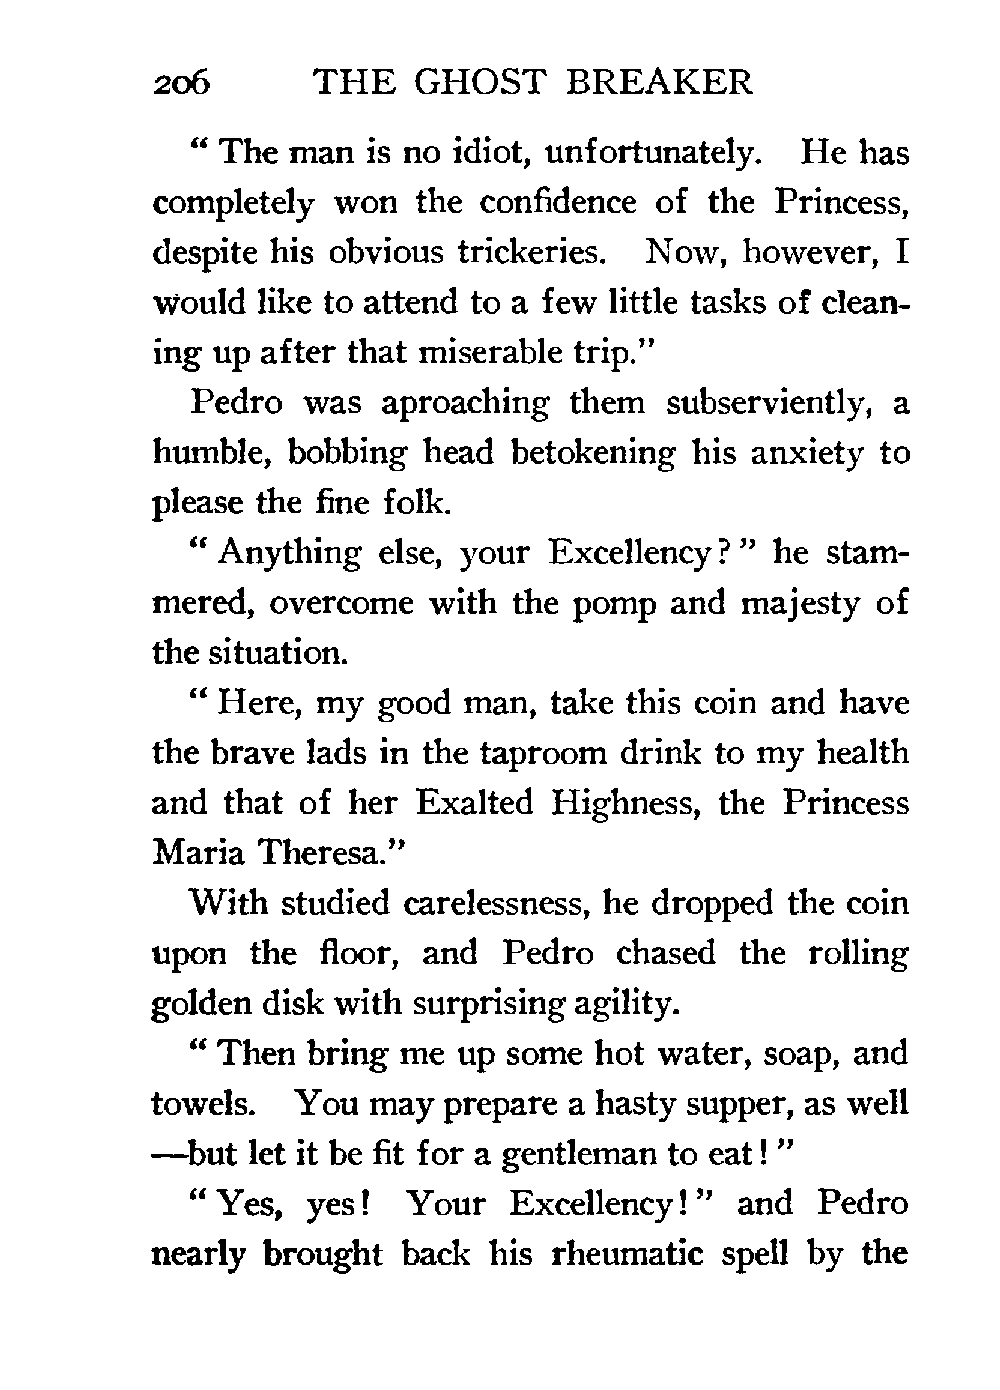 206 THE GHOST BREAKER
“ The man is no idiot, unfortunately. He has
completely won the confidence of the Princess,
despite his obvious trickeries. Now, however, I
would like to attend to a few little tasks of clean-
ing up after that miserable trip.”
Pedro was aproaching them subserviently, a
humble, bobbing head betokening his anxiety to
please the fine folk.
“ Anything else, your Excellency? ” he stam-
mered, overcome with the pomp and majesty of
the situation.
“ Here, my good man, take this coin and have
the brave lads in the taproom drink to my health
and that of her Exalted Highness, the Princess
Maria Theresa.”
With studied carelessness, he dropped the coin
upon the floor, and Pedro chased the rolling
golden disk with surprising agility.
“ Then bring me up some hot water, soap, and
towels. You may prepare a hasty supper, as well
—but let it be fit for a gentleman to eat! ”
“ Yes, yes! Your Excellency! ” and Pedro
nearly brought back his rheumatic spell by the